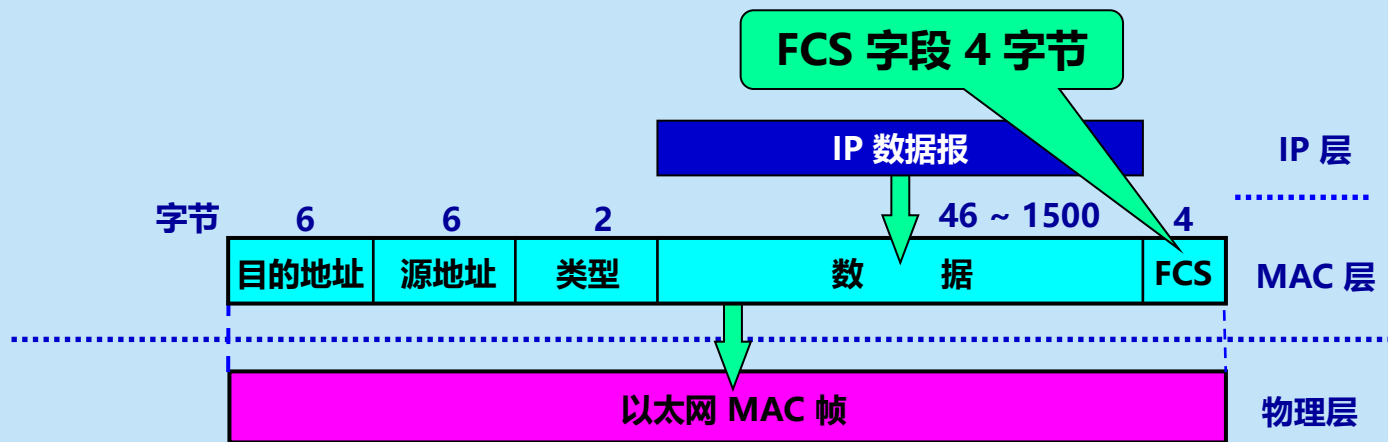 FCS 字段 4 字节
IP 数据报
IP 层
字节 6 6 2 46 ~ 1500 4
目的地址 源地址 类型 数 据 FCS MAC 层
以太网 MAC 帧 物理层